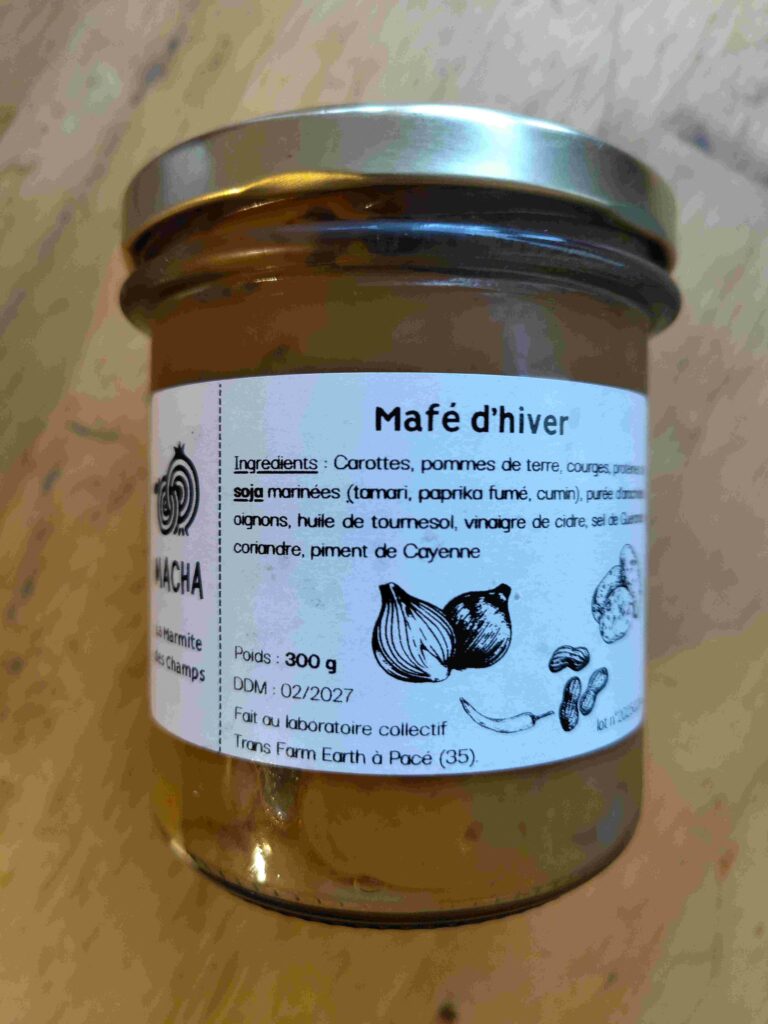 Mafé d'hiver
Ingrédients : Carottes, pommes de terre, courges, protéines
soja marinées (tamari, paprika fumé, cumin), purée
oignons, huile de tournesol, vinaigre de cidre, sel de
coriandre, piment de Cayenne
Poids : 300 g
DDM : 02/2027
Fait au laboratoire collectif
Trans Farm Earth à Pacé (35).
lot n°
MACHA
La Marmite
des Champs